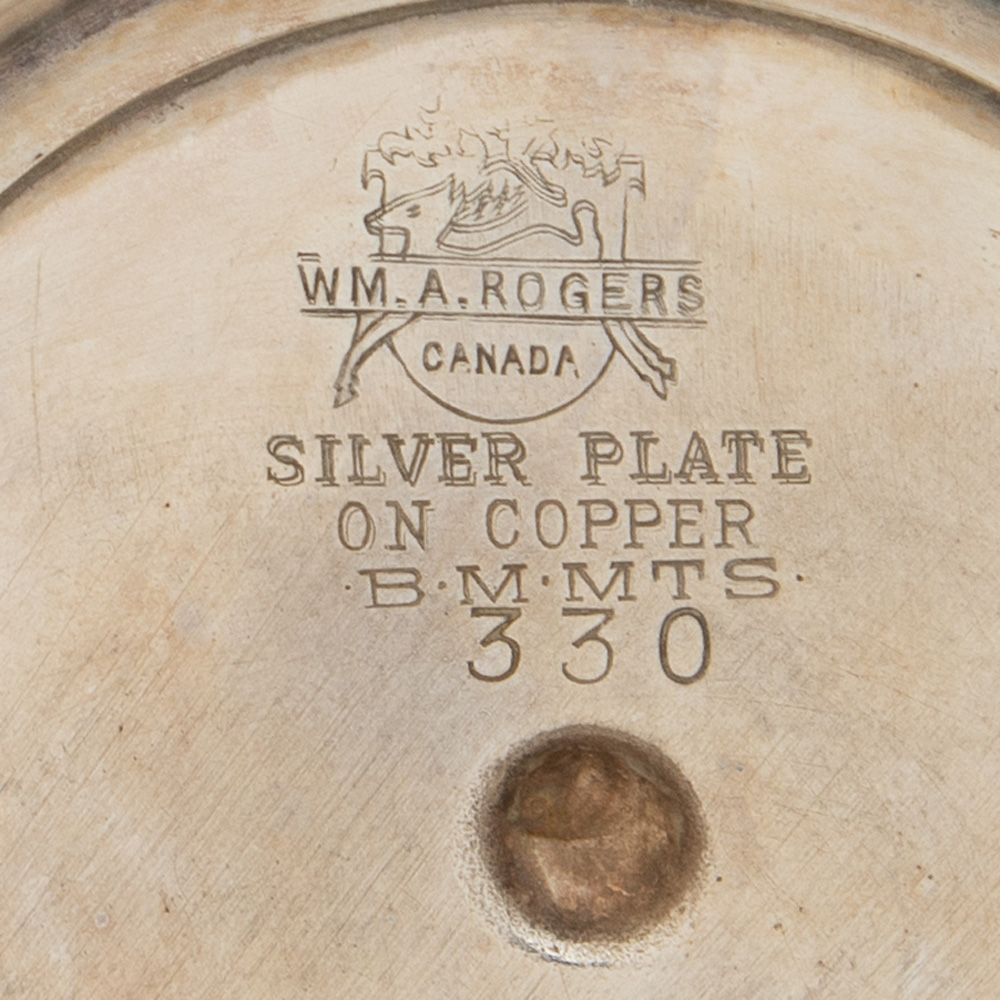 WM.A.ROGERS
CANADA
SILVER PLATE
ON COPPER
·B·M·MTS·
330